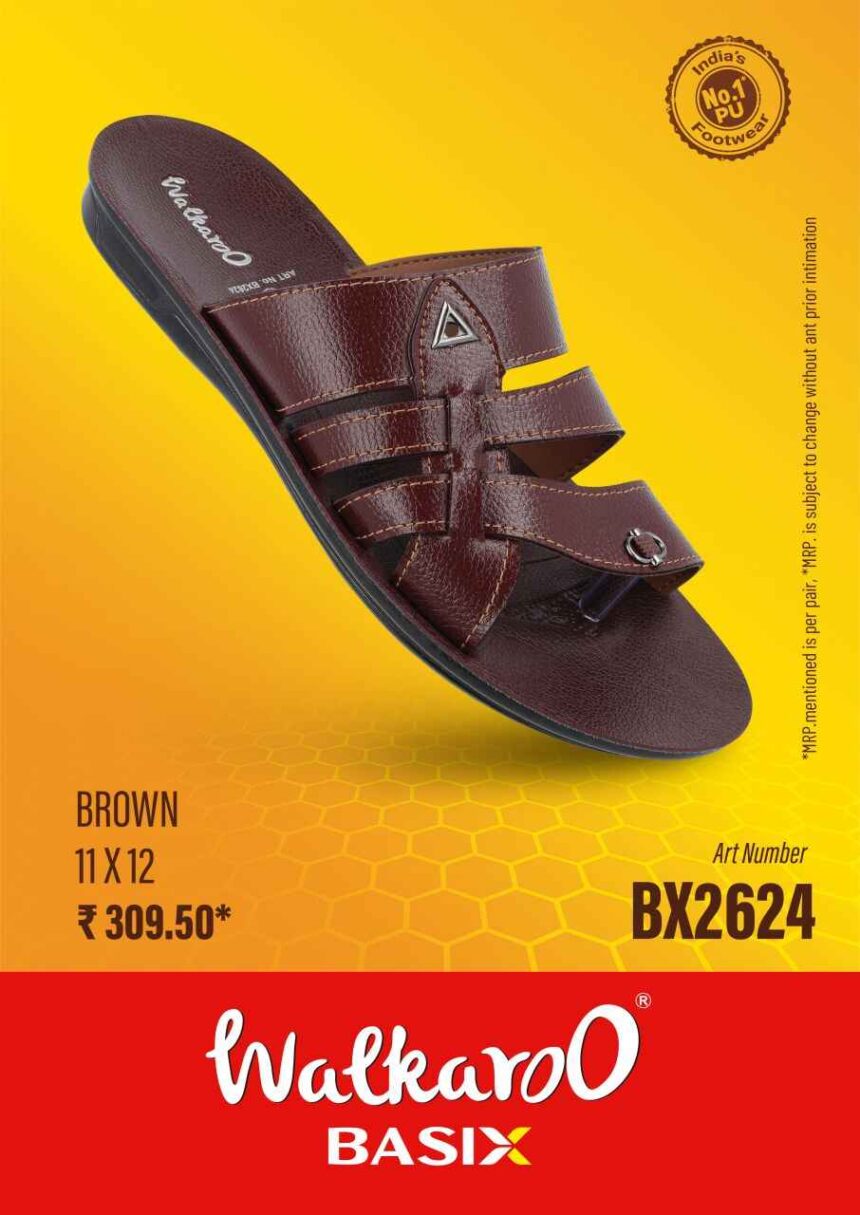 India's
No.1*
PU
Footwear
Walkaroo
ART No. BX2624
*MRP.mentioned is per pair, *MRP. is subject to change without ant prior intimation
BROWN
11 X 12
₹ 309.50*
Art Number
BX2624
Walkaroo®
BASIX